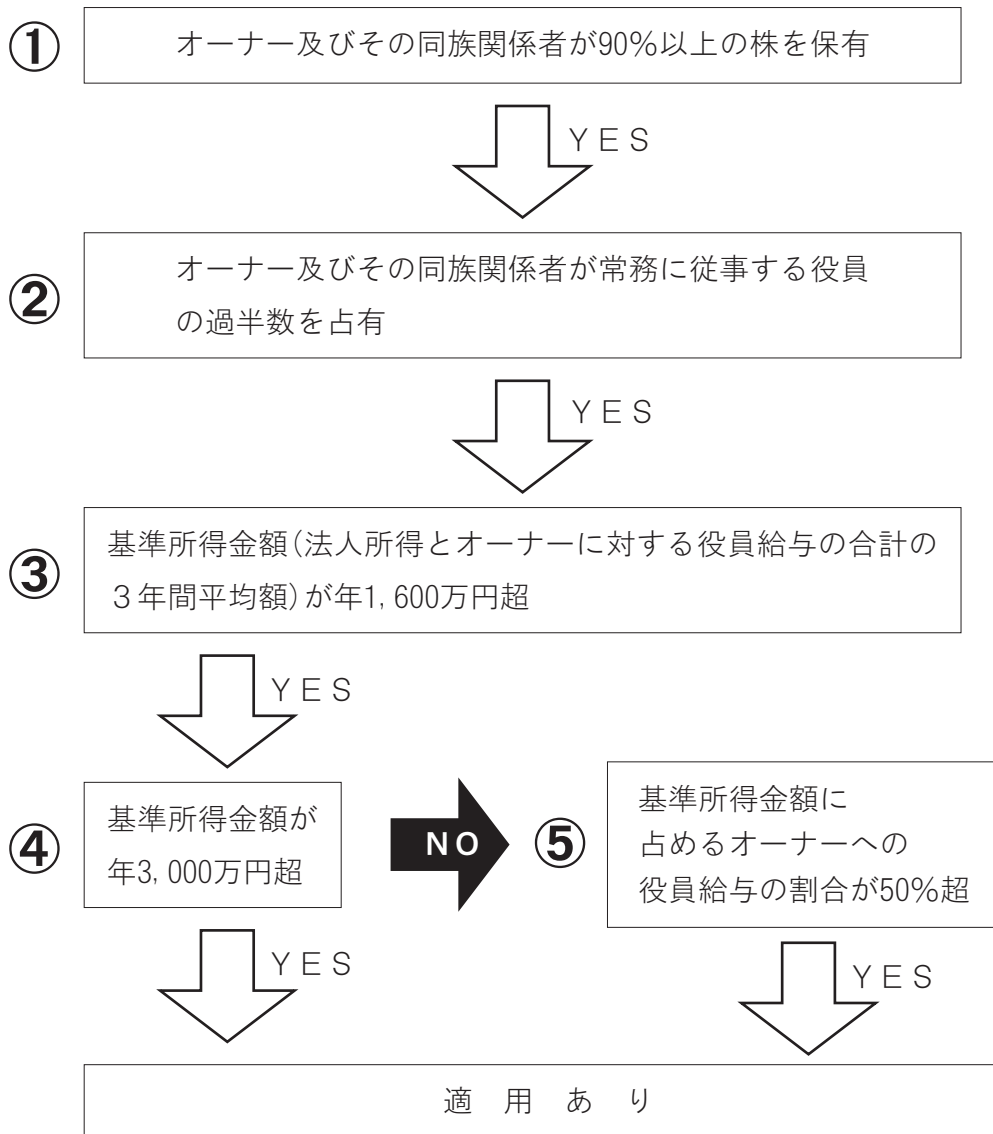 ① オーナー及びその同族関係者が90％以上の株を保有
ＹＥＳ
② オーナー及びその同族関係者が常務に従事する役員
の過半数を占有
ＹＥＳ
③ 基準所得金額（法人所得とオーナーに対する役員給与の合計の
３年間平均額）が年1,600万円超
ＹＥＳ
④ 基準所得金額が
年3,000万円超
ＮＯ
⑤ 基準所得金額に
占めるオーナーへの
役員給与の割合が50％超
ＹＥＳ
ＹＥＳ
適用あり